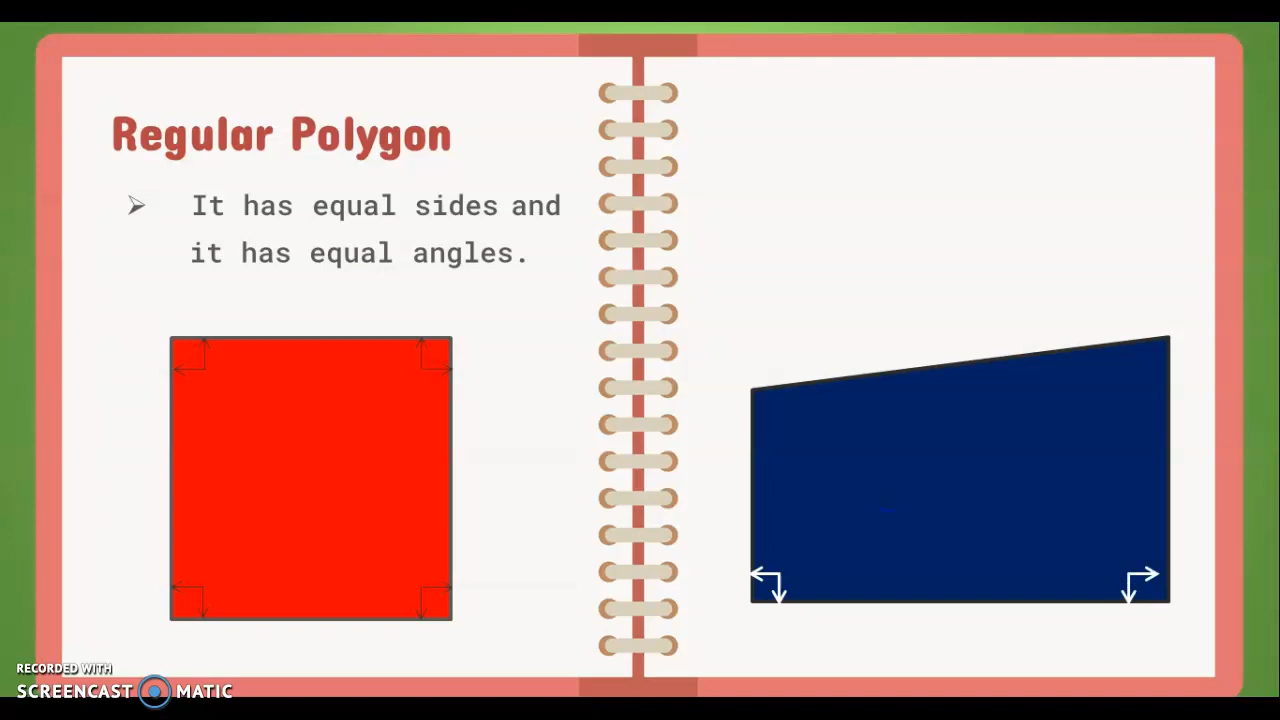 Regular Polygon
It has equal sides and
it has equal angles.
RECORDED WITH
SCREENCAST MATIC